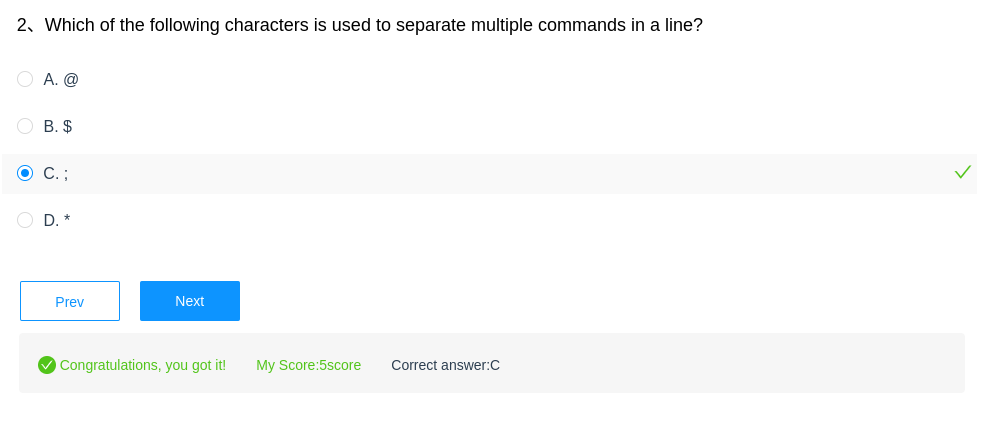 2、Which of the following characters is used to separate multiple commands in a line?
A. @
B. $
C. ;
D. *
Prev Next
Congratulations, you got it! My Score:5score Correct answer:C